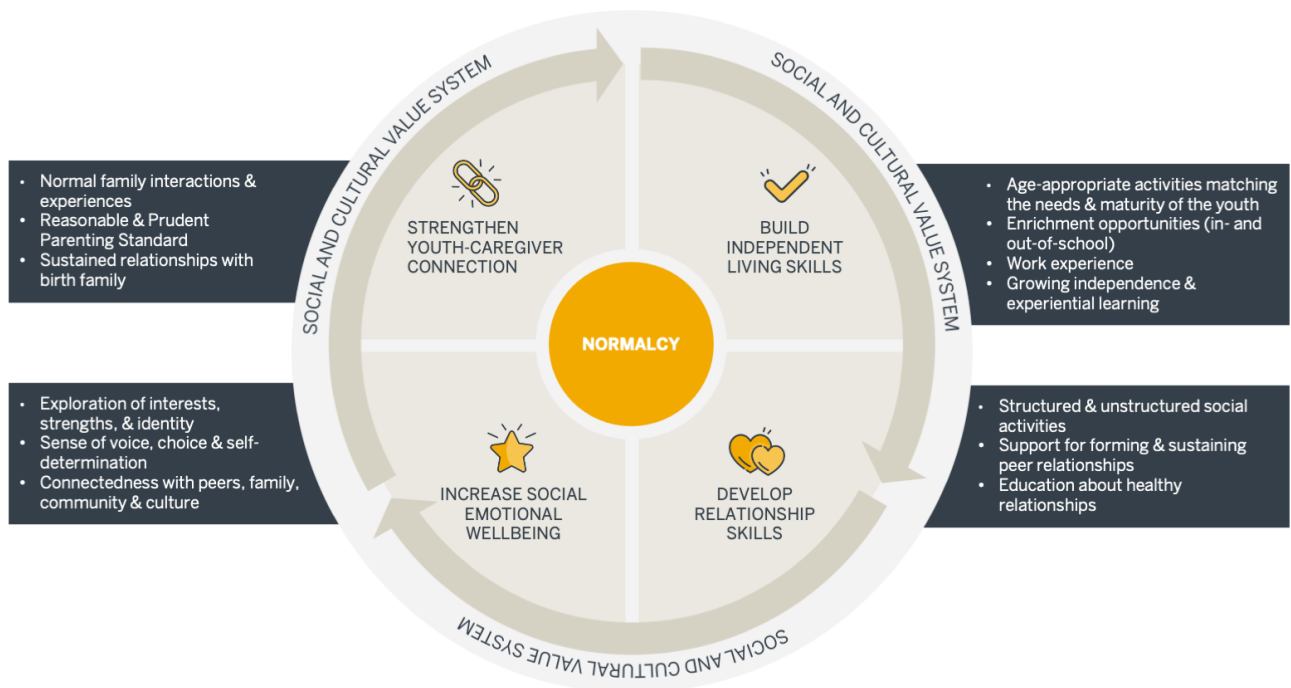 SOCIAL AND CULTURAL VALUE SYSTEM
SOCIAL AND CULTURAL VALUE SYSTEM
• Normal family interactions &
experiences
• Reasonable & Prudent
Parenting Standard
• Sustained relationships with
birth family
STRENGTHEN
YOUTH-CAREGIVER
CONNECTION
BUILD
INDEPENDENT
LIVING SKILLS
• Age-appropriate activities matching
the needs & maturity of the youth
• Enrichment opportunities (in- and
out-of-school)
• Work experience
• Growing independence &
experiential learning
NORMALCY
• Exploration of interests,
strengths, & identity
• Sense of voice, choice & self-
determination
• Connectedness with peers, family,
community & culture
INCREASE SOCIAL
EMOTIONAL
WELLBEING
DEVELOP
RELATIONSHIP
SKILLS
• Structured & unstructured social
activities
• Support for forming & sustaining
peer relationships
• Education about healthy
relationships
SOCIAL AND CULTURAL VALUE SYSTEM